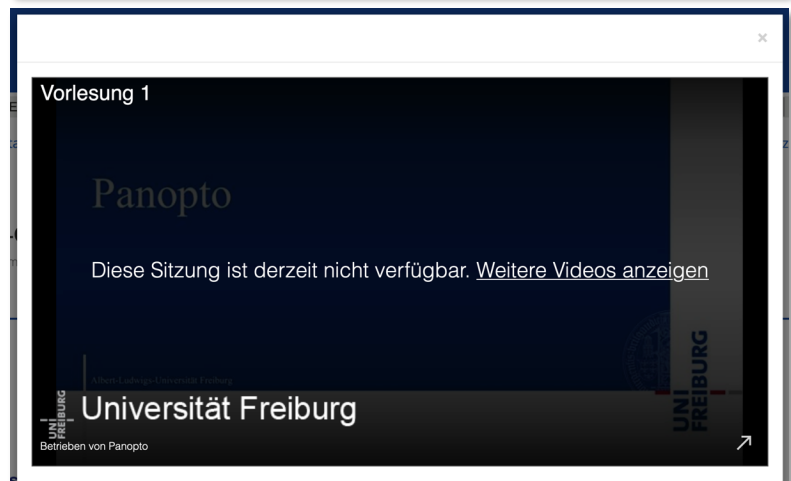 ×
Vorlesung 1
Panopto
Diese Sitzung ist derzeit nicht verfügbar. Weitere Videos anzeigen
Albert-Ludwigs-Universität Freiburg
UNI
FREIBURG
UNI
FREIBURG
Universität Freiburg
Betrieben von Panopto